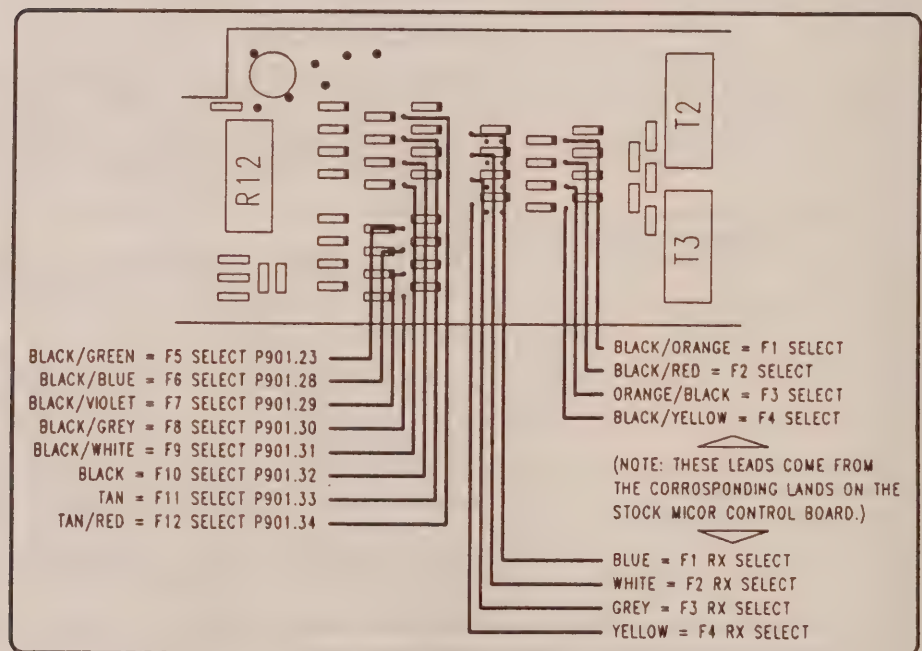 R12
T2
T3
BLACK/GREEN = F5 SELECT P901.23
BLACK/BLUE = F6 SELECT P901.28
BLACK/VIOLET = F7 SELECT P901.29
BLACK/GREY = F8 SELECT P901.30
BLACK/WHITE = F9 SELECT P901.31
BLACK = F10 SELECT P901.32
TAN = F11 SELECT P901.33
TAN/RED = F12 SELECT P901.34
BLACK/ORANGE = F1 SELECT
BLACK/RED = F2 SELECT
ORANGE/BLACK = F3 SELECT
BLACK/YELLOW = F4 SELECT
(NOTE: THESE LEADS COME FROM
THE CORROSPONDING LANDS ON THE
STOCK MICOR CONTROL BOARD.)
BLUE = F1 RX SELECT
WHITE = F2 RX SELECT
GREY = F3 RX SELECT
YELLOW = F4 RX SELECT